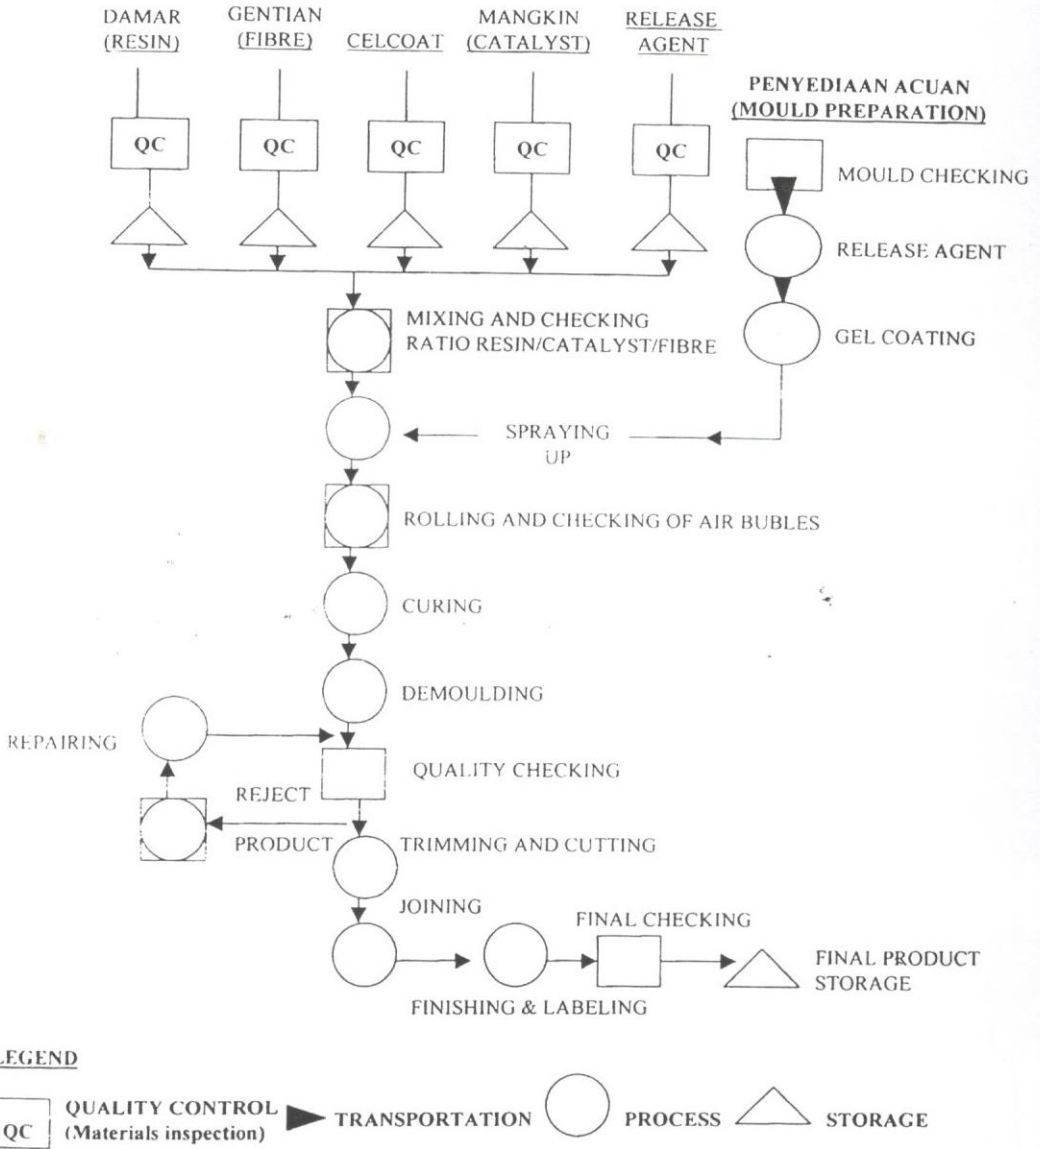 DAMAR
(RESIN)
GENTIAN
(FIBRE)
CELCOAT
MANGKIN
(CATALYST)
RELEASE
AGENT
PENYEDIAAN ACUAN
(MOULD PREPARATION)
QC
QC
QC
QC
QC
MOULD CHECKING
RELEASE AGENT
GEL COATING
MIXING AND CHECKING
RATIO RESIN/CATALYST/FIBRE
SPRAYING
UP
ROLLING AND CHECKING OF AIR BUBLES
CURING
DEMOULDING
REPAIRING
QUALITY CHECKING
REJECT
PRODUCT
TRIMMING AND CUTTING
JOINING
FINAL CHECKING
FINAL PRODUCT
STORAGE
FINISHING & LABELING
LEGEND
QC
QUALITY CONTROL
(Materials inspection)
TRANSPORTATION
PROCESS
STORAGE